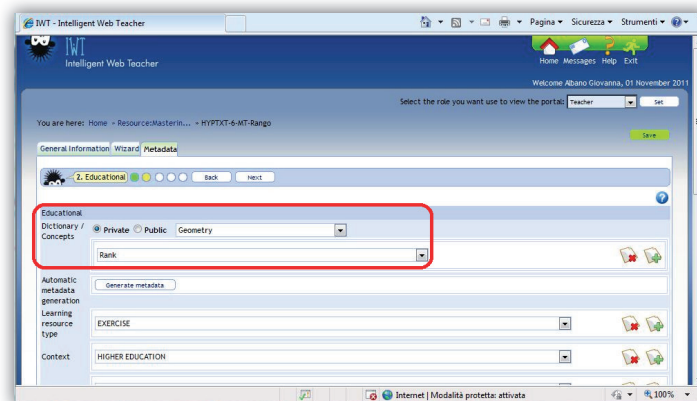 IWT - Intelligent Web Teacher
Pagina Sicurezza Strumenti
IWT
Intelligent Web Teacher
Home Messages Help Exit
Welcome Albano Giovanna, 01 November 2011
Select the role you want use to view the portal: Teacher Set
You are here: Home - Resource:Masterin... - HYPTXT-6-MT-Rango
Save
General Information Wizard Metadata
2. Educational Back Next
Educational
Dictionary / Concepts Private Public Geometry
Rank
Automatic metadata generation Generate metadata
Learning resource type EXERCISE
Context HIGHER EDUCATION
Internet | Modalità protetta: attivata 100%